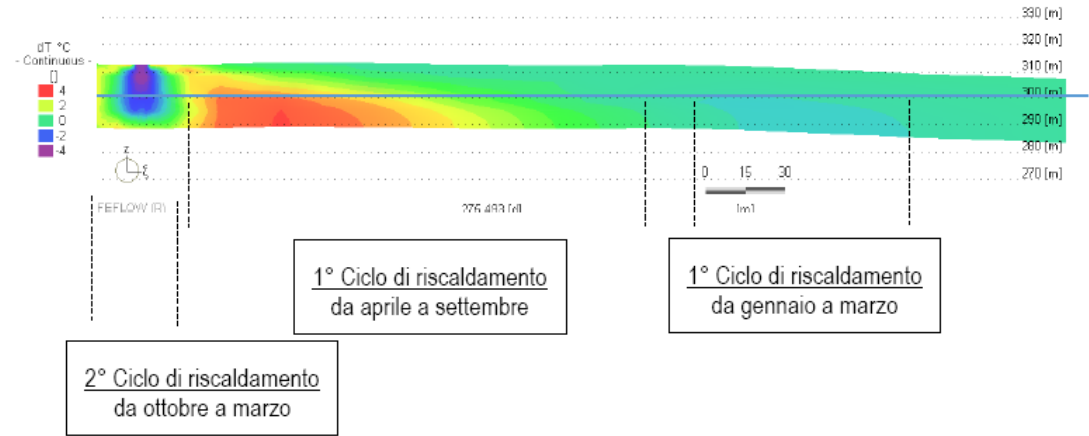 330 [m]
320 [m]
310 [m]
300 [m]
290 [m]
280 [m]
270 [m]
dT °C
- Continuous -
[]
4
2
0
-2
-4
z
ξ
0 15 30
[m]
FEFLOW (R)
1° Ciclo di riscaldamento
da aprile a settembre
1° Ciclo di riscaldamento
da gennaio a marzo
2° Ciclo di riscaldamento
da ottobre a marzo